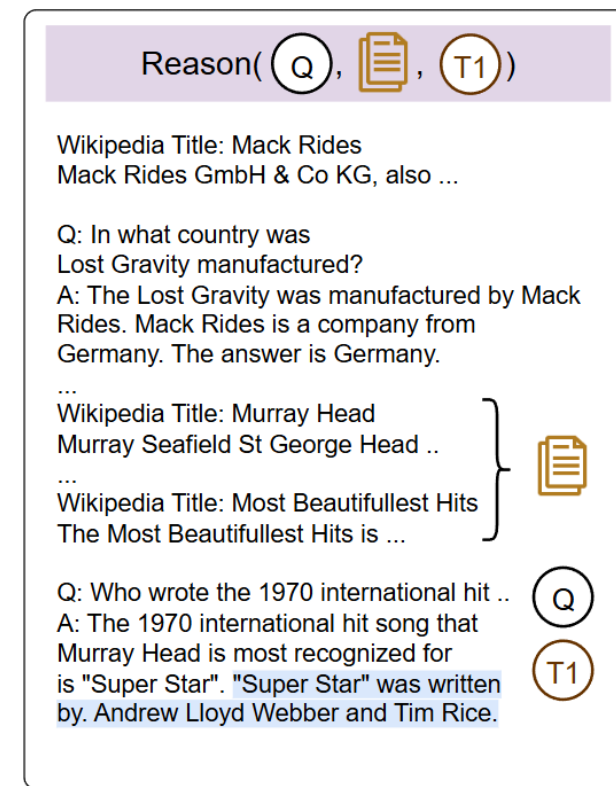 Reason( Q, , T1 )
Wikipedia Title: Mack Rides
Mack Rides GmbH & Co KG, also ...
Q: In what country was
Lost Gravity manufactured?
A: The Lost Gravity was manufactured by Mack
Rides. Mack Rides is a company from
Germany. The answer is Germany.
...
Wikipedia Title: Murray Head
Murray Seafield St George Head ..
...
Wikipedia Title: Most Beautifullest Hits
The Most Beautifullest Hits is ...
Q: Who wrote the 1970 international hit ..
Q
A: The 1970 international hit song that
Murray Head is most recognized for
is "Super Star". "Super Star" was written
T1
by. Andrew Lloyd Webber and Tim Rice.